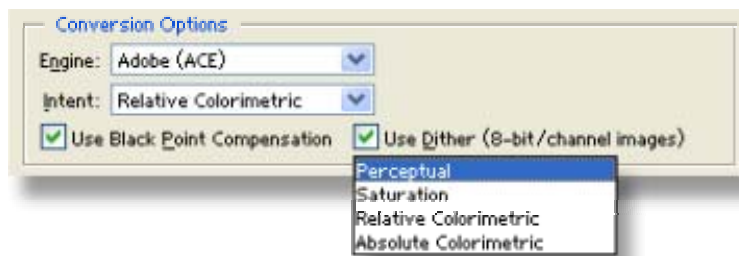 Conversion Options
Engine: Adobe (ACE)
Intent: Relative Colorimetric
Use Black Point Compensation Use Dither (8-bit/channel images)
Perceptual
Saturation
Relative Colorimetric
Absolute Colorimetric